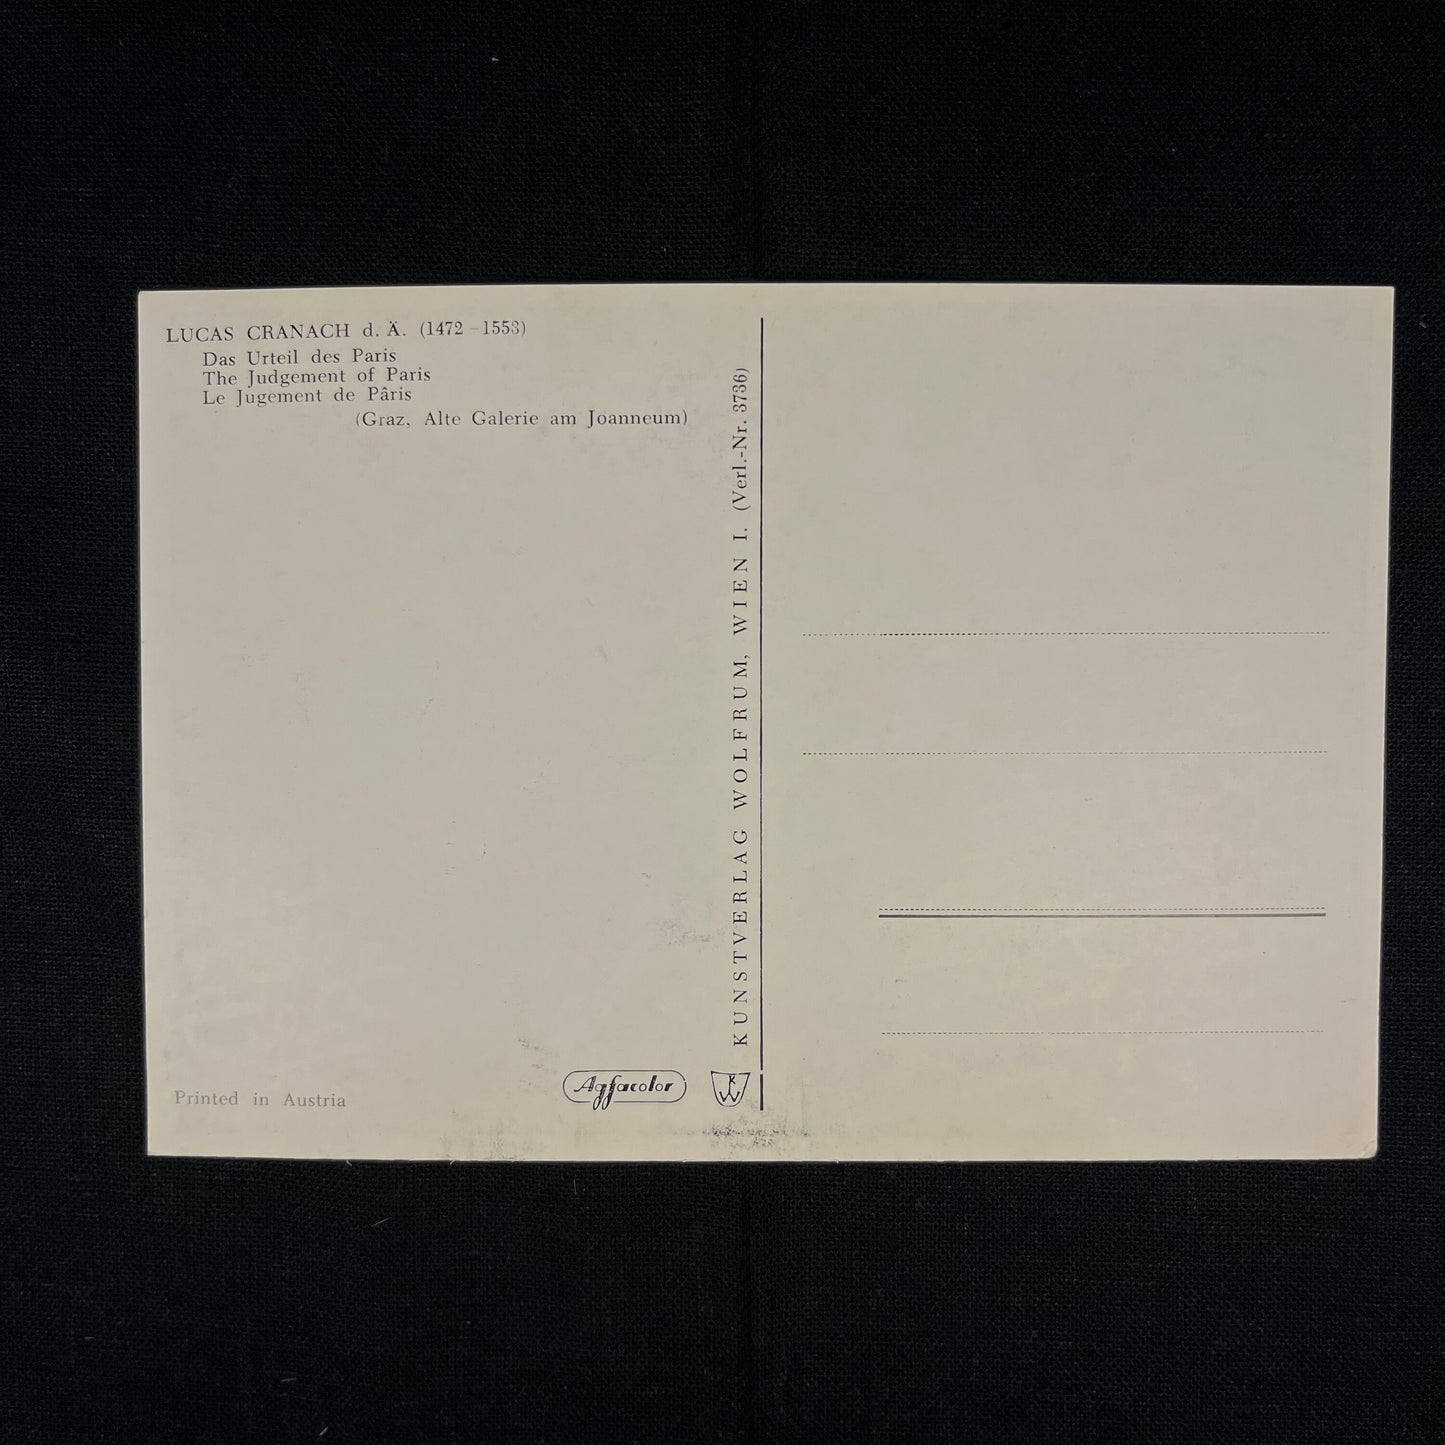 LUCAS CRANACH d. Ä. (1472 – 1553)
Das Urteil des Paris
The Judgement of Paris
Le Jugement de Pâris
(Graz, Alte Galerie am Joanneum)
KUNSTVERLAG WOLFRUM, WIEN I. (Verl.-Nr. 3736)
Printed in Austria
Agfacolor
KW